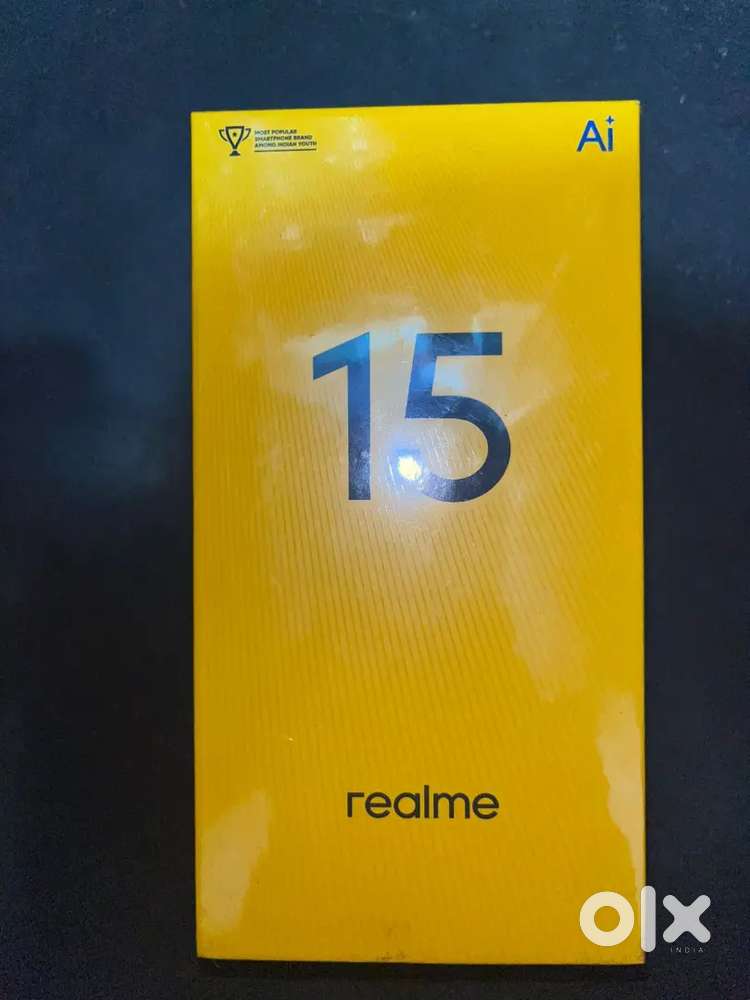 MOST POPULAR
SMARTPHONE BRAND
AMONG INDIAN YOUTH
Ai
15
realme
olx
INDIA